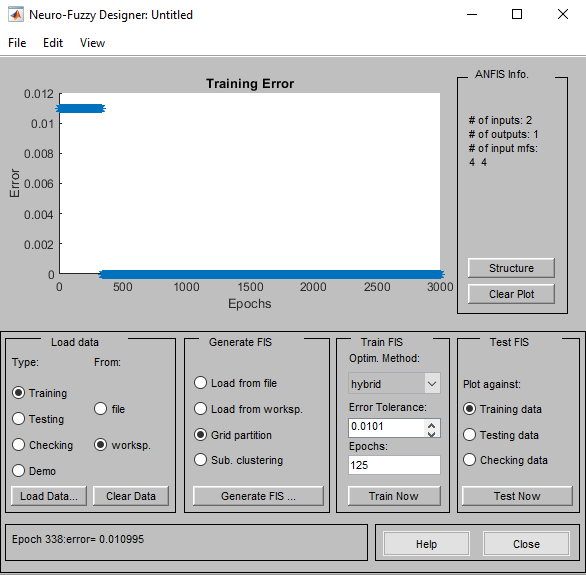 Neuro-Fuzzy Designer: Untitled
File Edit View
Training Error
0.012
0.01
0.008
0.006
0.004
0.002
0
Error
0 500 1000 1500 2000 2500 3000
Epochs
ANFIS Info.
# of inputs: 2
# of outputs: 1
# of input mfs:
4 4
Structure
Clear Plot
Load data
Type: From:
Training
file
Testing
Checking
worksp.
Demo
Load Data... Clear Data
Generate FIS
Load from file
Load from worksp.
Grid partition
Sub. clustering
Generate FIS ...
Train FIS
Optim. Method:
hybrid
Error Tolerance:
0.0101
Epochs:
125
Train Now
Test FIS
Plot against:
Training data
Testing data
Checking data
Test Now
Epoch 338:error= 0.010995
Help Close